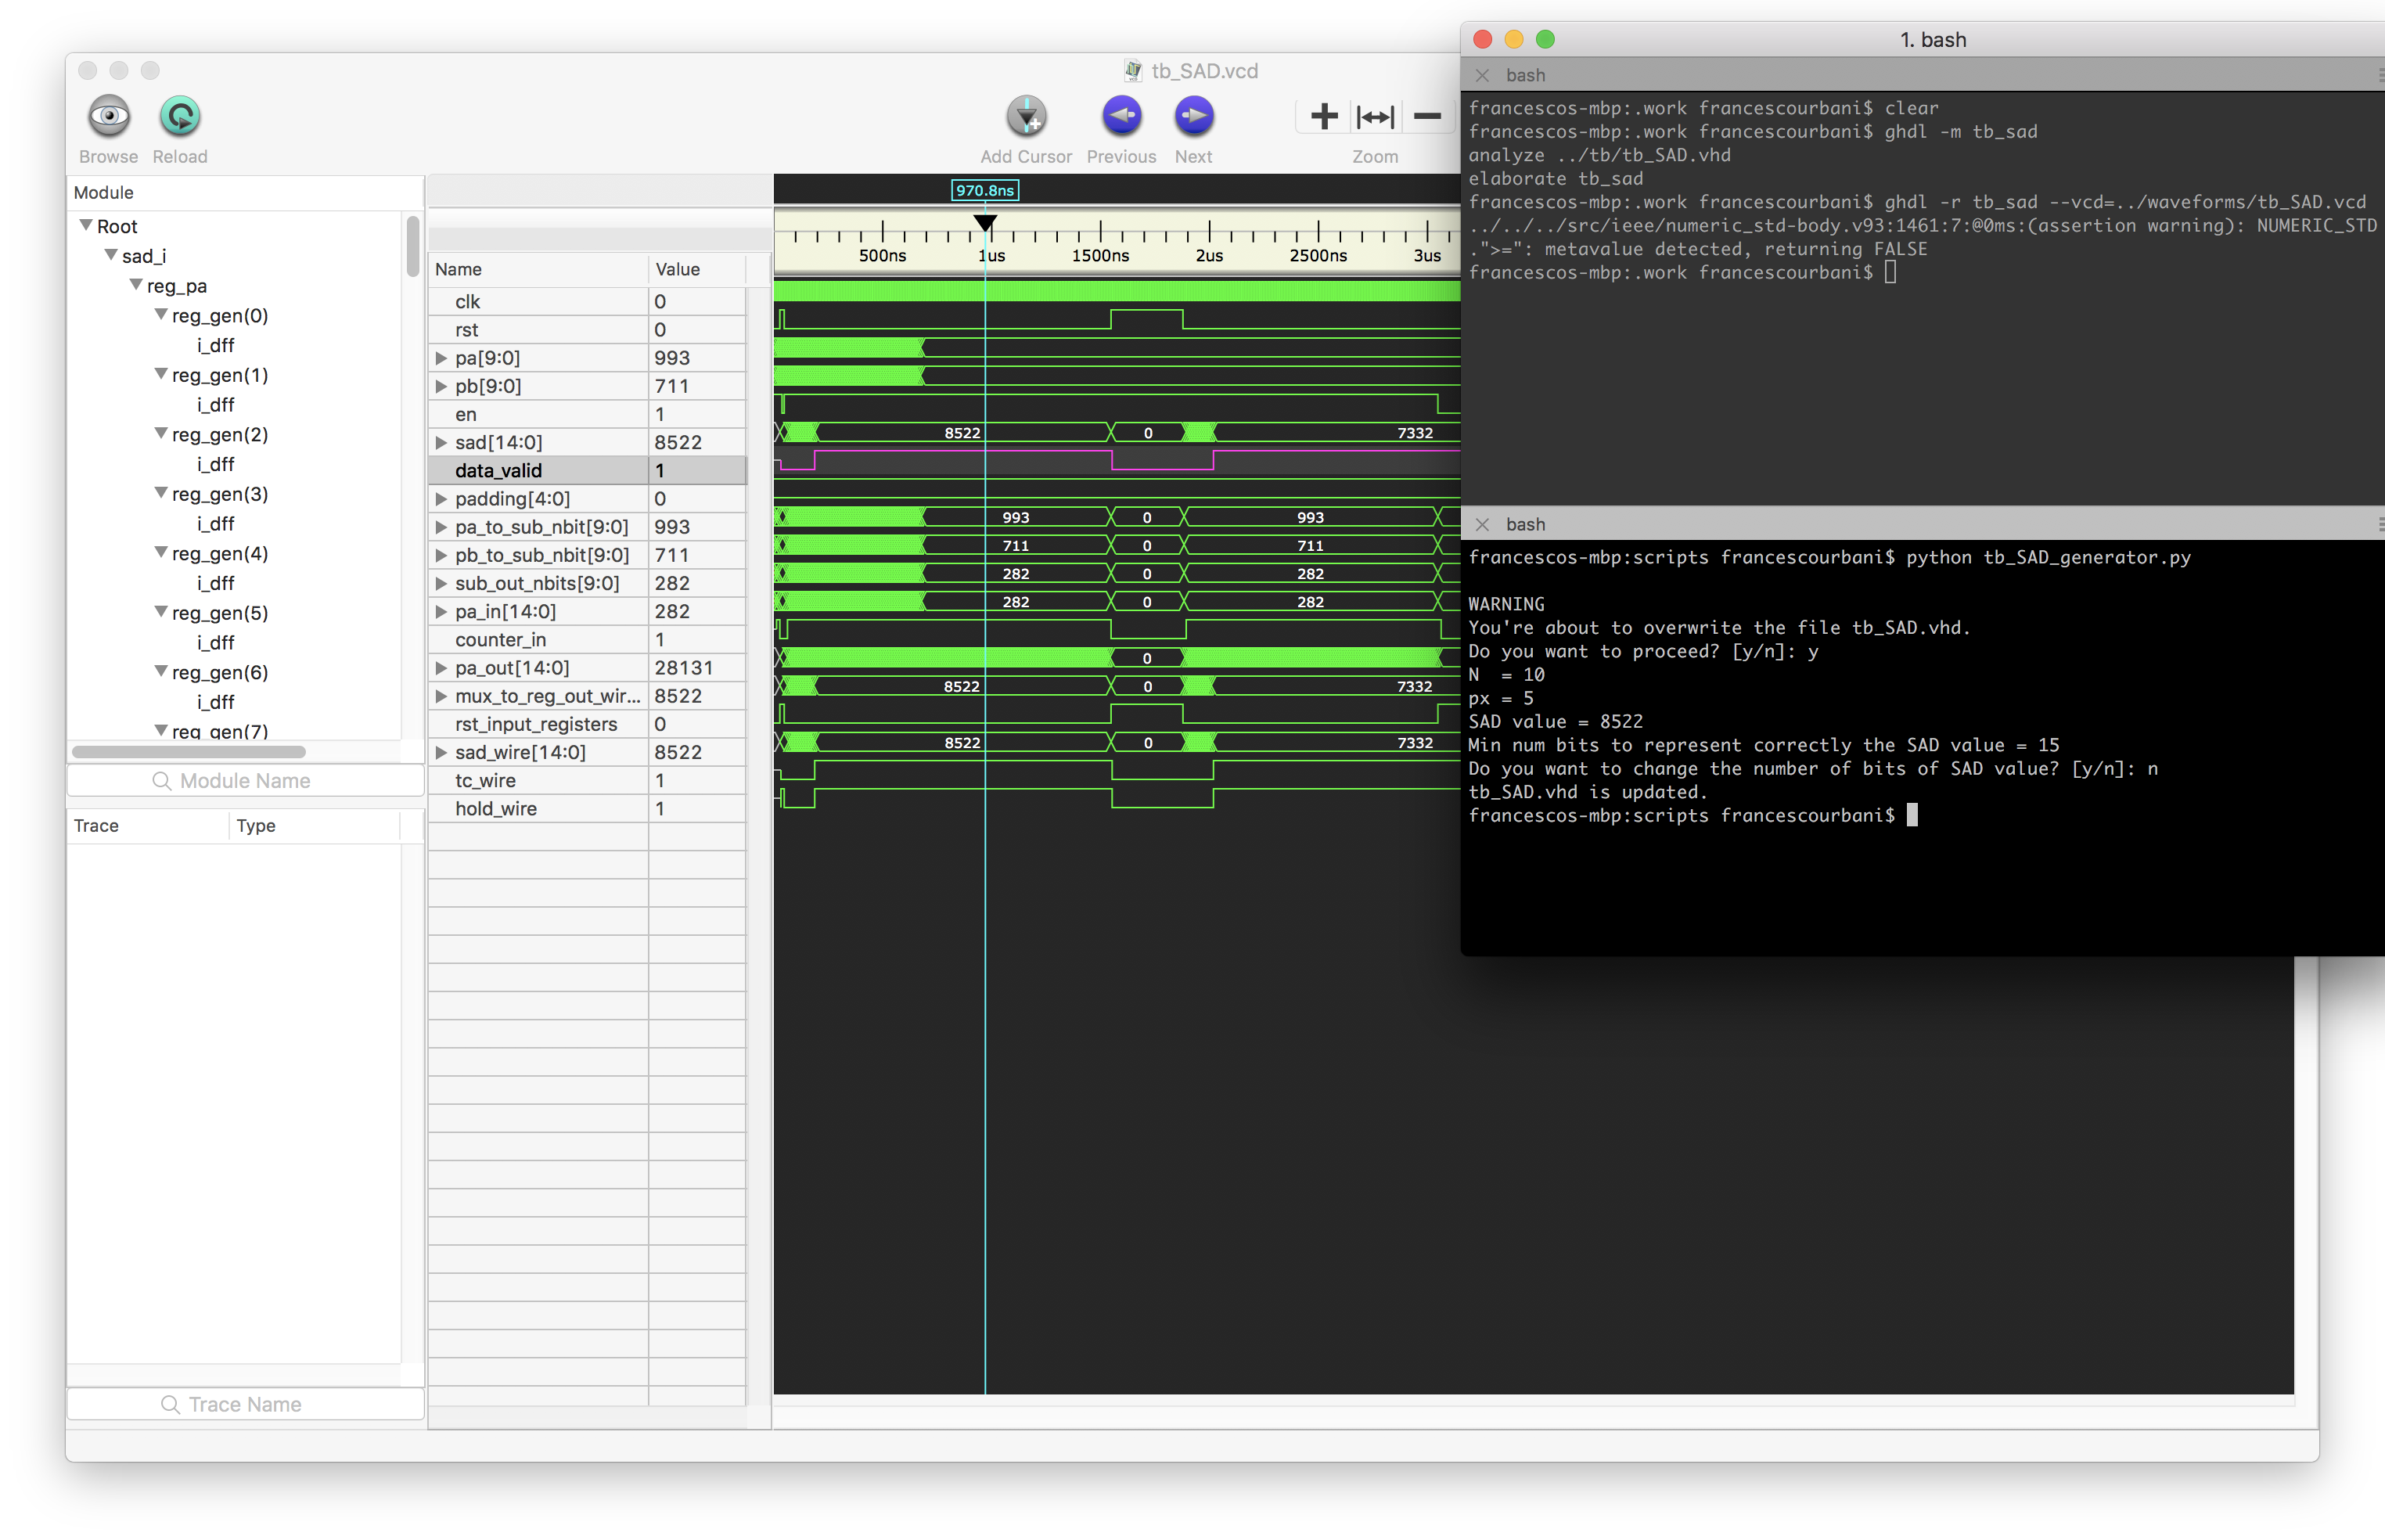 tb_SAD.vcd
Browse Reload Add Cursor Previous Next Zoom
Module
Root
sad_i
reg_pa
reg_gen(0)
i_dff
reg_gen(1)
i_dff
reg_gen(2)
i_dff
reg_gen(3)
i_dff
reg_gen(4)
i_dff
reg_gen(5)
i_dff
reg_gen(6)
i_dff
reg_gen(7)
Module Name
Trace Type
Trace Name
Name Value
clk 0
rst 0
pa[9:0] 993
pb[9:0] 711
en 1
sad[14:0] 8522
data_valid 1
padding[4:0] 0
pa_to_sub_nbit[9:0] 993
pb_to_sub_nbit[9:0] 711
sub_out_nbits[9:0] 282
pa_in[14:0] 282
counter_in 1
pa_out[14:0] 28131
mux_to_reg_out_wir... 8522
rst_input_registers 0
sad_wire[14:0] 8522
tc_wire 1
hold_wire 1
970.8ns
500ns 1us 1500ns 2us 2500ns 3us
8522 0 7332
993 0 993
711 0 711
282 0 282
282 0 282
0
8522 0 7332
8522 0 7332
1. bash
bash
francescos-mbp:.work francescourbani$ clear
francescos-mbp:.work francescourbani$ ghdl -m tb_sad
analyze ../tb/tb_SAD.vhd
elaborate tb_sad
francescos-mbp:.work francescourbani$ ghdl -r tb_sad --vcd=../waveforms/tb_SAD.vcd
../../../src/ieee/numeric_std-body.v93:1461:7:@0ms:(assertion warning): NUMERIC_STD
.">=": metavalue detected, returning FALSE
francescos-mbp:.work francescourbani$
bash
francescos-mbp:scripts francescourbani$ python tb_SAD_generator.py
WARNING
You're about to overwrite the file tb_SAD.vhd.
Do you want to proceed? [y/n]: y
N  = 10
px = 5
SAD value = 8522
Min num bits to represent correctly the SAD value = 15
Do you want to change the number of bits of SAD value? [y/n]: n
tb_SAD.vhd is updated.
francescos-mbp:scripts francescourbani$